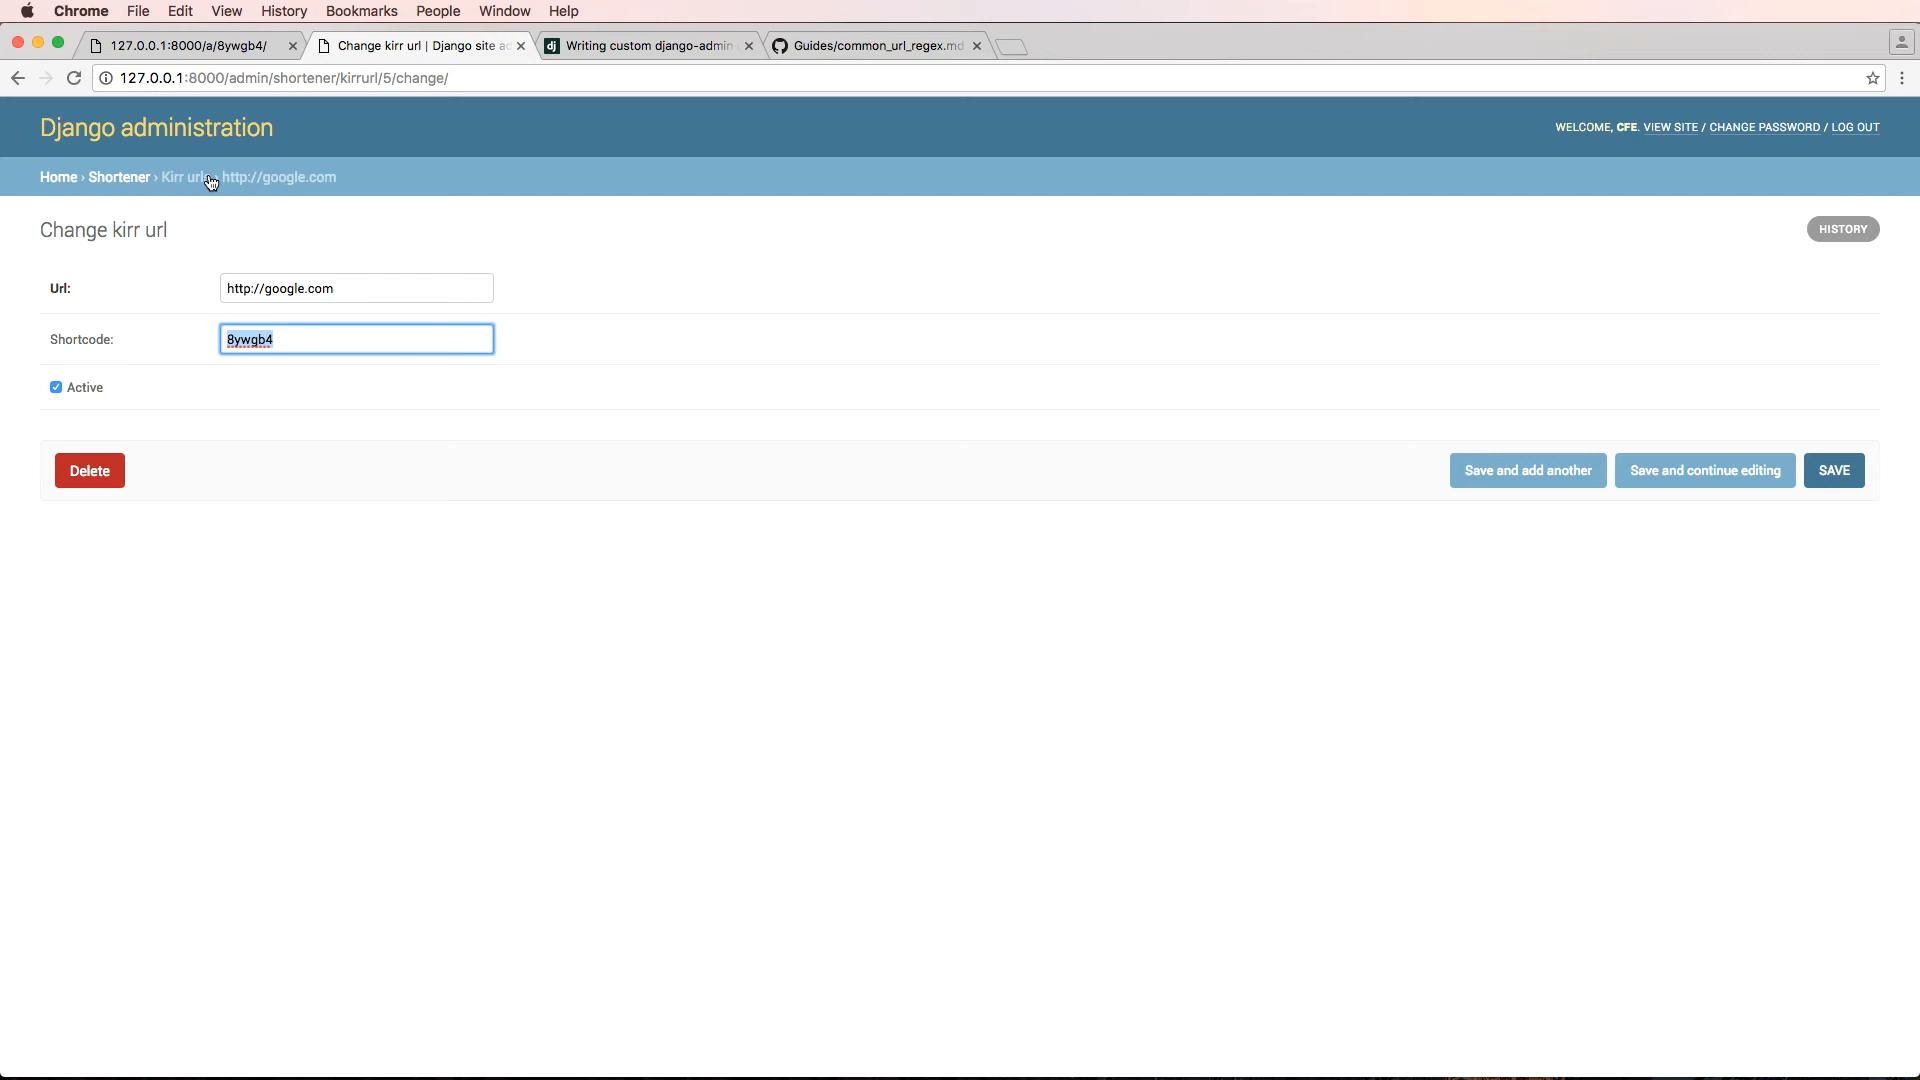 Chrome File Edit View History Bookmarks People Window Help
127.0.0.1:8000/a/8ywgb4/ Change kirr url | Django site ad Writing custom django-admin Guides/common_url_regex.md
127.0.0.1:8000/admin/shortener/kirrurl/5/change/
Django administration
WELCOME, CFE. VIEW SITE / CHANGE PASSWORD / LOG OUT
Home › Shortener › Kirr url › http://google.com
Change kirr url
HISTORY
Url: http://google.com
Shortcode: 8ywgb4
Active
Delete Save and add another Save and continue editing SAVE